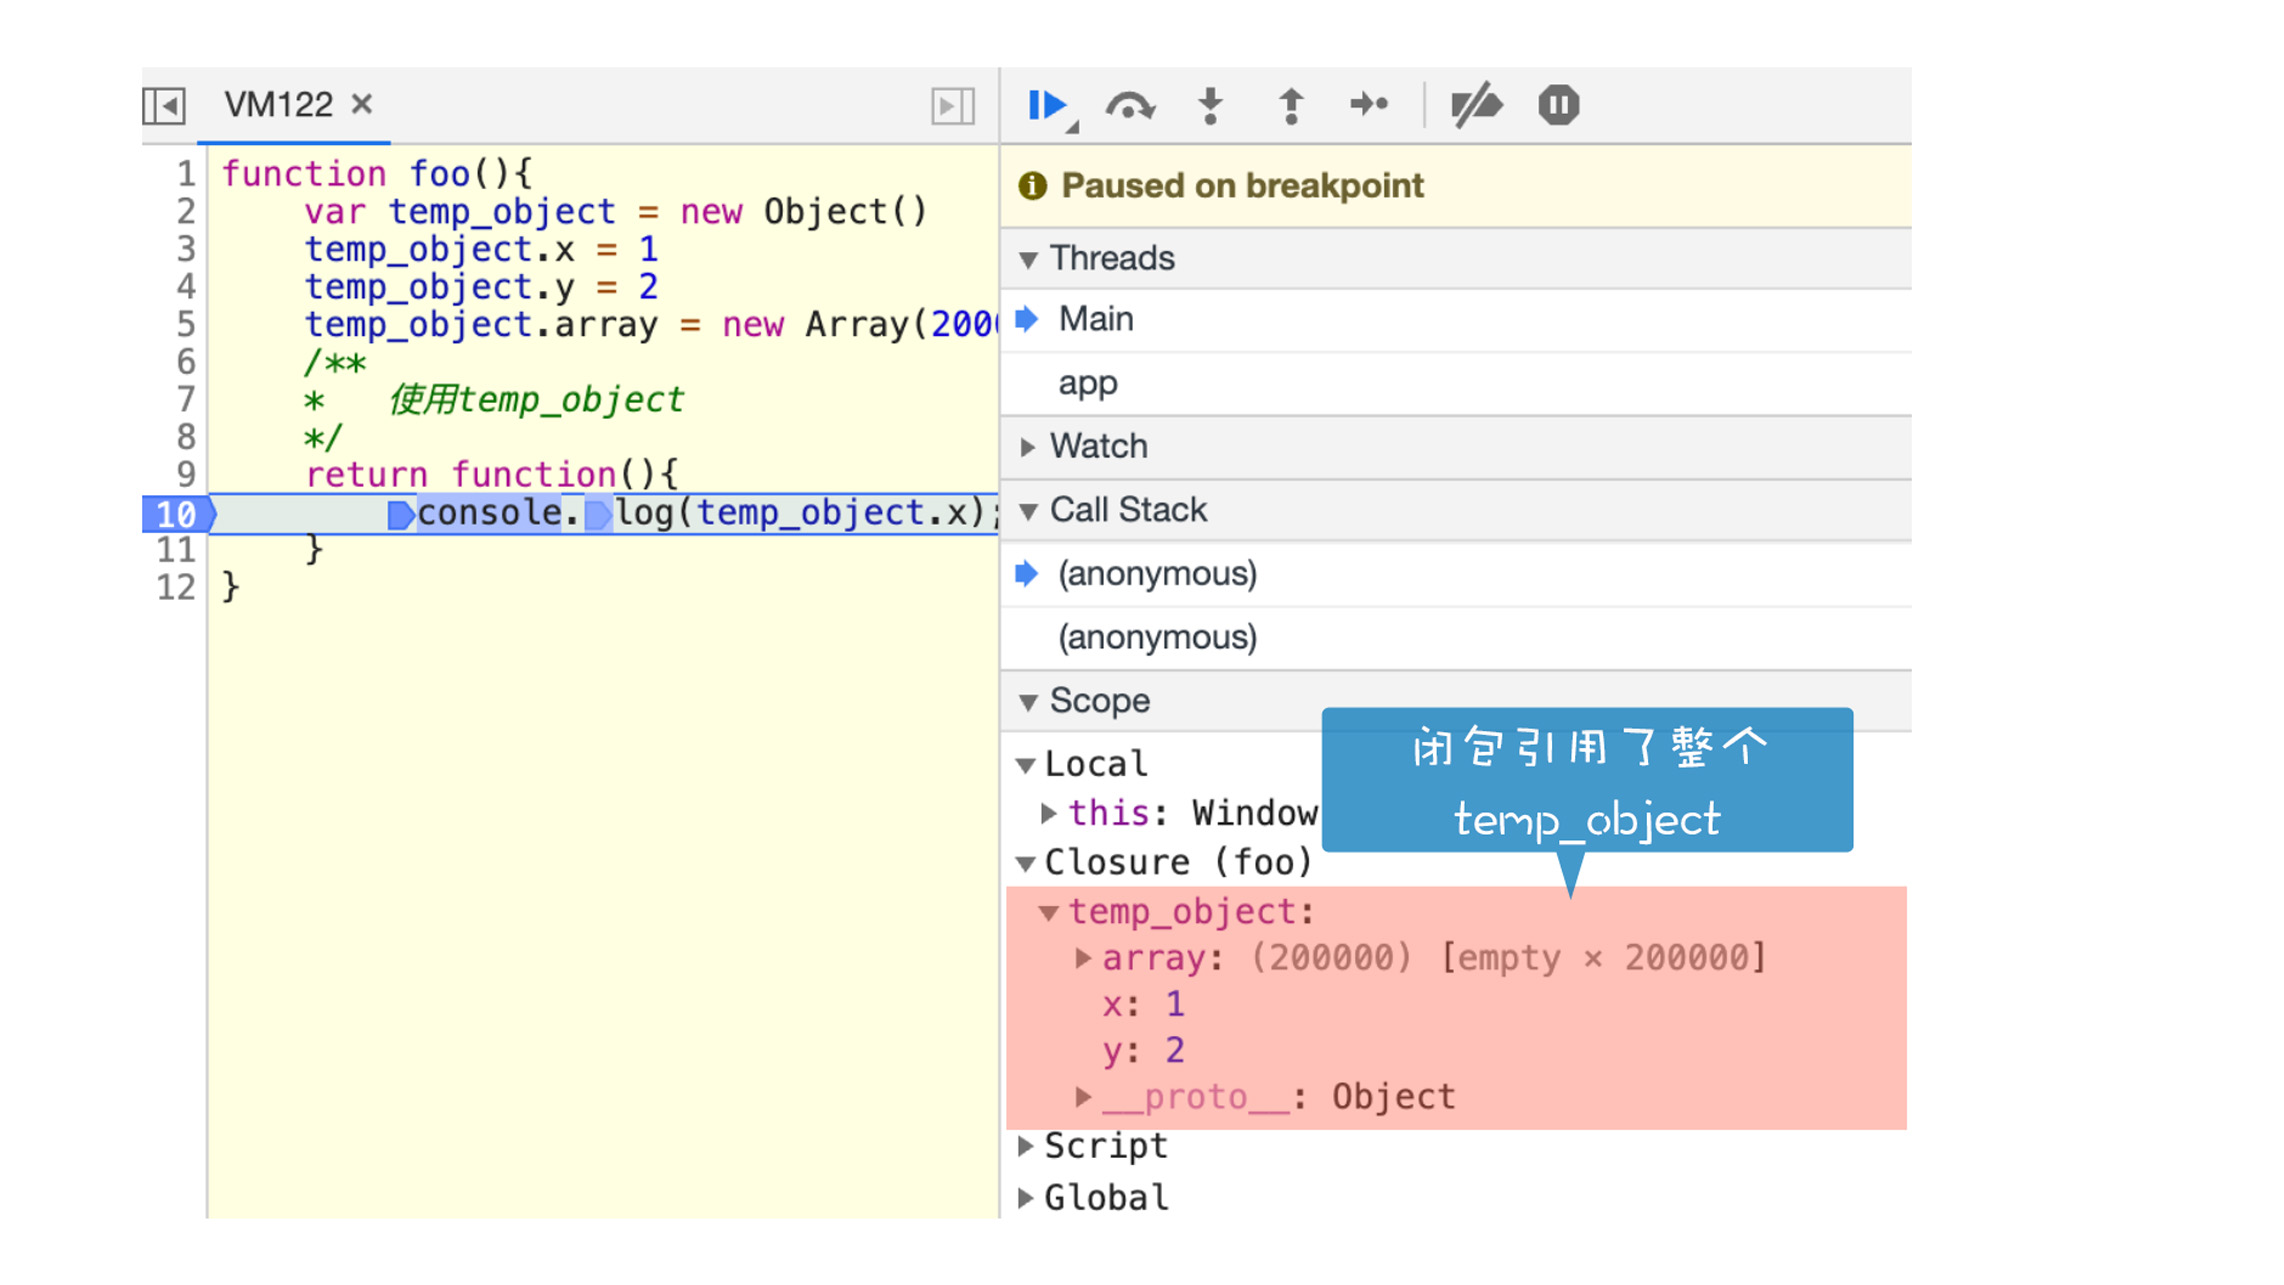 VM122 ×
1 function foo(){
2 var temp_object = new Object()
3 temp_object.x = 1
4 temp_object.y = 2
5 temp_object.array = new Array(200
6 /**
7 * 使用temp_object
8 */
9 return function(){
10 console.log(temp_object.x);
11 }
12 }
Paused on breakpoint
Threads
Main
app
Watch
Call Stack
(anonymous)
(anonymous)
Scope
闭包引用了整个
temp_object
Local
this: Window
Closure (foo)
temp_object:
array: (200000) [empty × 200000]
x: 1
y: 2
__proto__: Object
Script
Global